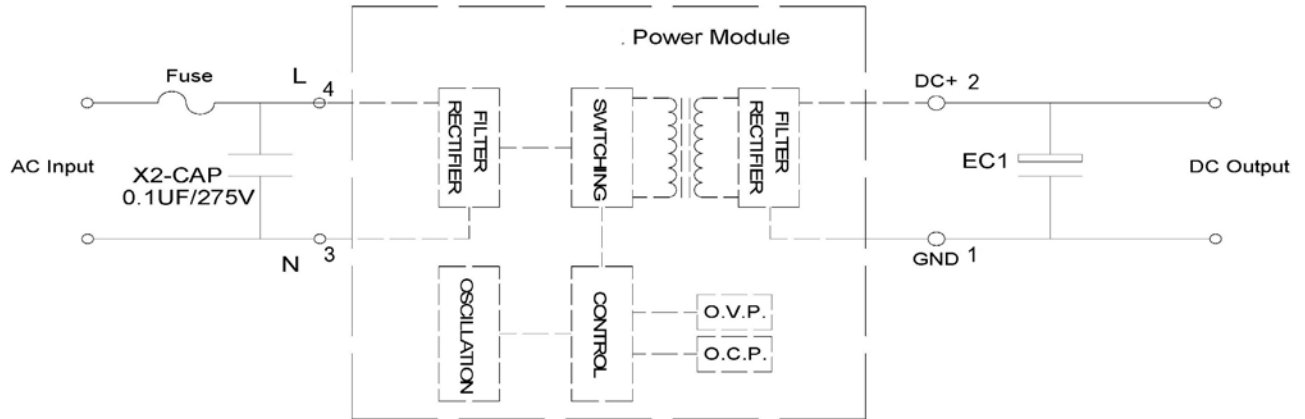 . Power Module
Fuse
L
4
AC Input
X2-CAP
0.1UF/275V
N
3
FILTER
RECTIFIER
SWITCHING
FILTER
RECTIFIER
OSCILLATION
CONTROL
O.V.P.
O.C.P.
DC+ 2
EC1
DC Output
GND 1